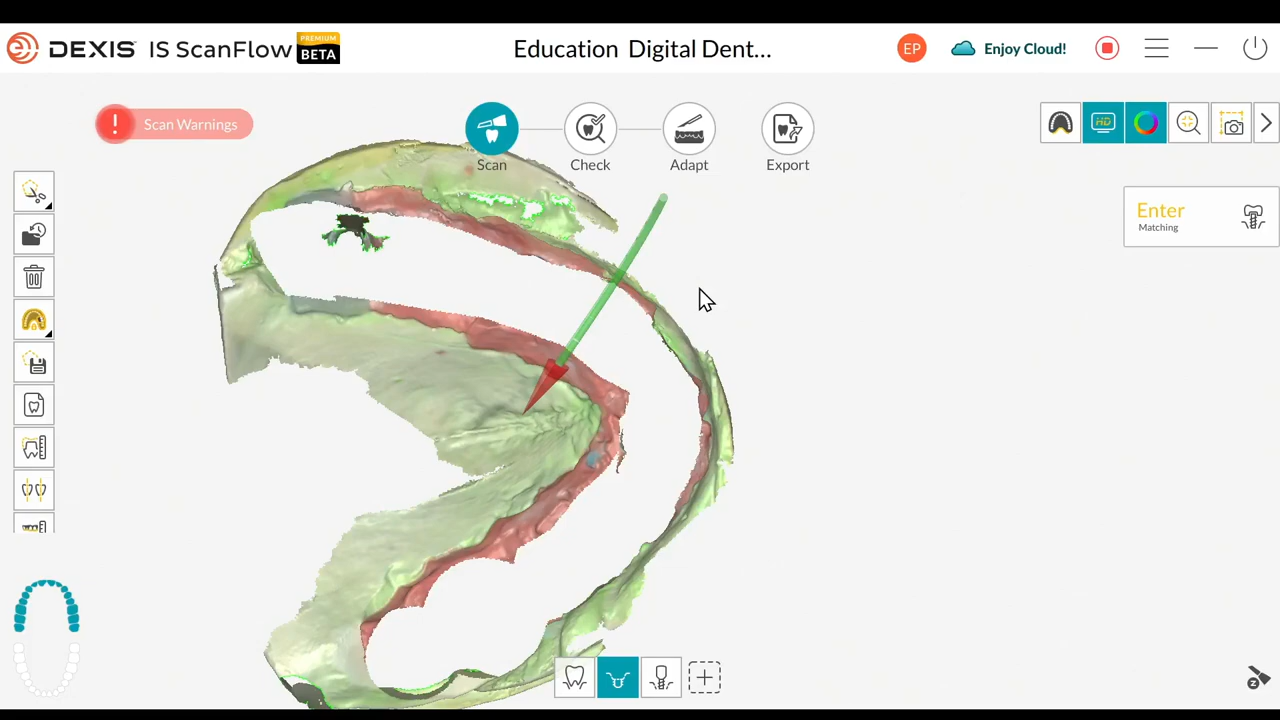 DEXIS IS ScanFlow PREMIUM BETA
Education Digital Dent...
EP
Enjoy Cloud!
Scan Warnings
Scan
Check
Adapt
Export
HD
Enter
Matching
Z